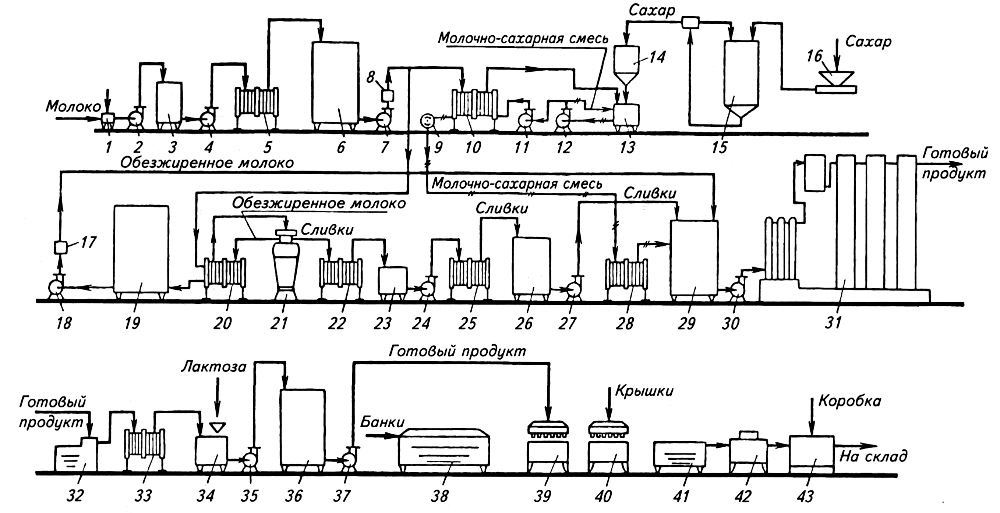 Сахар
Молочно-сахарная смесь
Сахар
16
14
8
Молоко
1 2 3 4 5 6 7 9 10 11 12 13 15
Готовый
продукт
Обезжиренное молоко
Молочно-сахарная смесь
Сливки
Обезжиренное молоко
Сливки
Сливки
17
18 19 20 21 22 23 24 25 26 27 28 29 30 31
Готовый продукт
Лактоза
Крышки
Готовый
продукт
Банки
Коробка
На склад
32 33 34 35 36 37 38 39 40 41 42 43